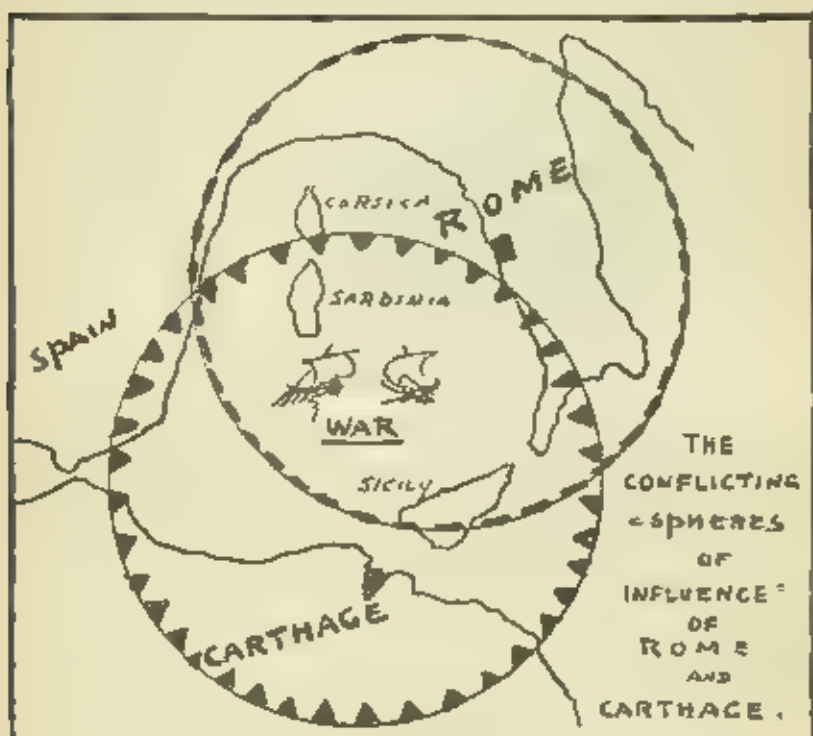 CORSICA
ROME
SARDINIA
SPAIN
WAR
SICILY
CARTHAGE
THE
CONFLICTING
"SPHERES
OF
INFLUENCE"
OF
ROME
AND
CARTHAGE.